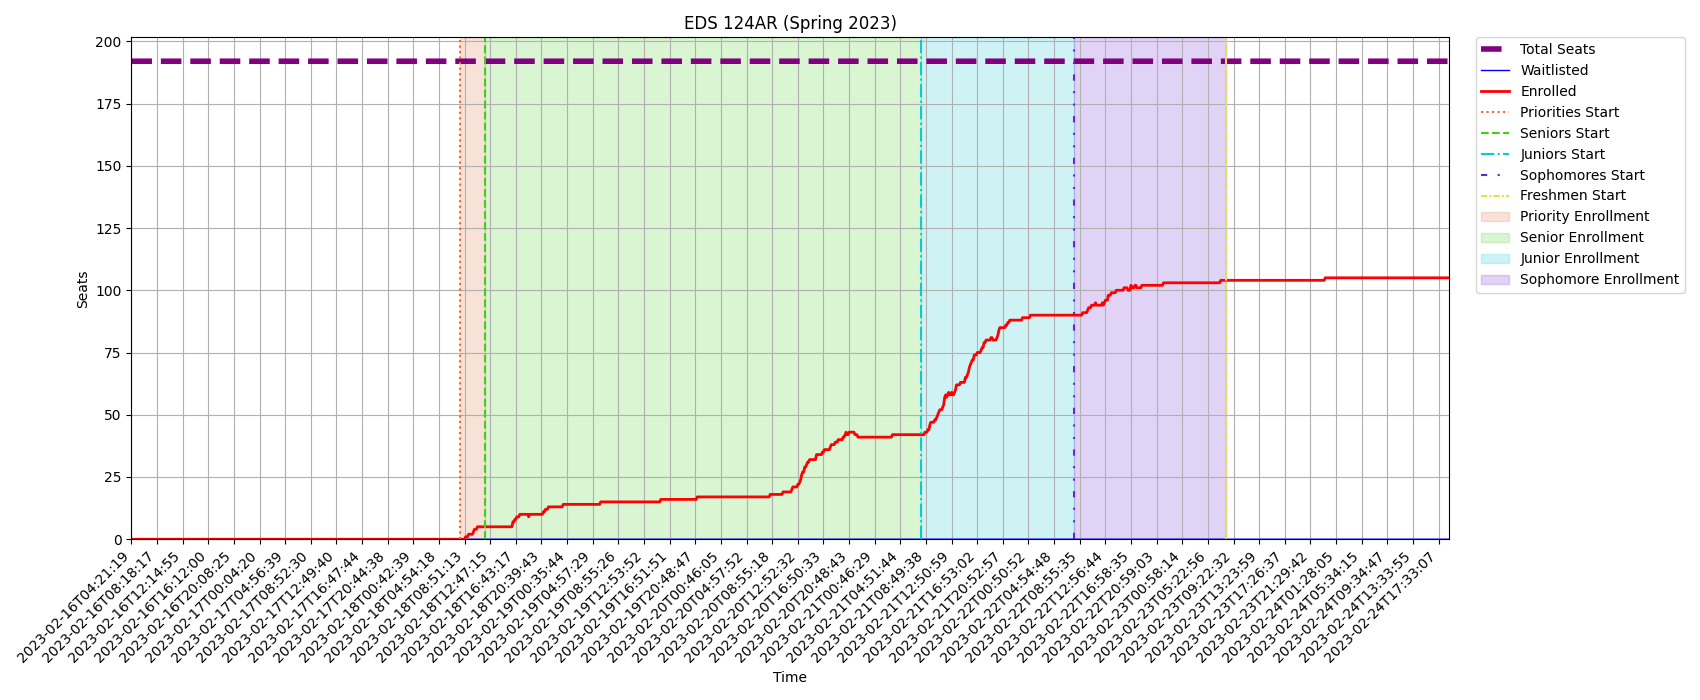 EDS 124AR (Spring 2023)
Seats
200
175
150
125
100
75
50
25
0
2023-02-16T04:21:19
2023-02-16T08:18:17
2023-02-16T12:14:55
2023-02-16T16:12:00
2023-02-16T20:08:25
2023-02-17T00:04:20
2023-02-17T04:56:39
2023-02-17T08:52:30
2023-02-17T12:49:40
2023-02-17T16:47:44
2023-02-17T20:44:38
2023-02-18T00:42:39
2023-02-18T04:54:18
2023-02-18T08:51:13
2023-02-18T12:47:15
2023-02-18T16:43:17
2023-02-18T20:39:43
2023-02-19T00:35:44
2023-02-19T04:57:29
2023-02-19T08:55:26
2023-02-19T12:53:52
2023-02-19T16:51:51
2023-02-19T20:48:47
2023-02-20T00:46:05
2023-02-20T04:57:52
2023-02-20T08:55:18
2023-02-20T12:52:32
2023-02-20T16:50:33
2023-02-20T20:48:43
2023-02-21T00:46:29
2023-02-21T04:51:44
2023-02-21T08:49:38
2023-02-21T12:50:59
2023-02-21T16:53:02
2023-02-21T20:52:57
2023-02-22T00:50:52
2023-02-22T04:54:48
2023-02-22T08:55:35
2023-02-22T12:56:44
2023-02-22T16:58:35
2023-02-22T20:59:03
2023-02-23T00:58:14
2023-02-23T05:22:56
2023-02-23T09:22:32
2023-02-23T13:23:59
2023-02-23T17:26:37
2023-02-23T21:29:42
2023-02-24T01:28:05
2023-02-24T05:34:15
2023-02-24T09:34:47
2023-02-24T13:33:55
2023-02-24T17:33:07
Time
Total Seats
Waitlisted
Enrolled
Priorities Start
Seniors Start
Juniors Start
Sophomores Start
Freshmen Start
Priority Enrollment
Senior Enrollment
Junior Enrollment
Sophomore Enrollment